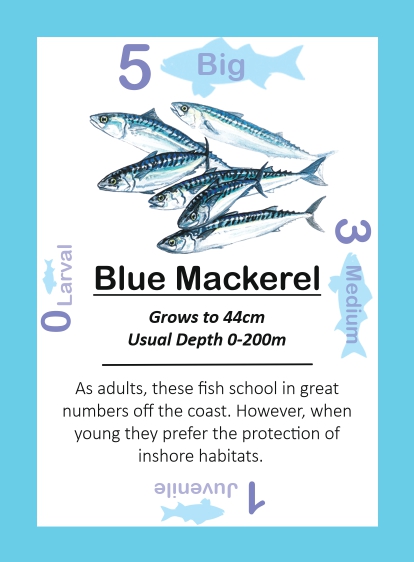 5 Big
3 Medium
0 Larval
Blue Mackerel
Grows to 44cm
Usual Depth 0-200m
As adults, these fish school in great
numbers off the coast. However, when
young they prefer the protection of
inshore habitats.
1 Juvenile